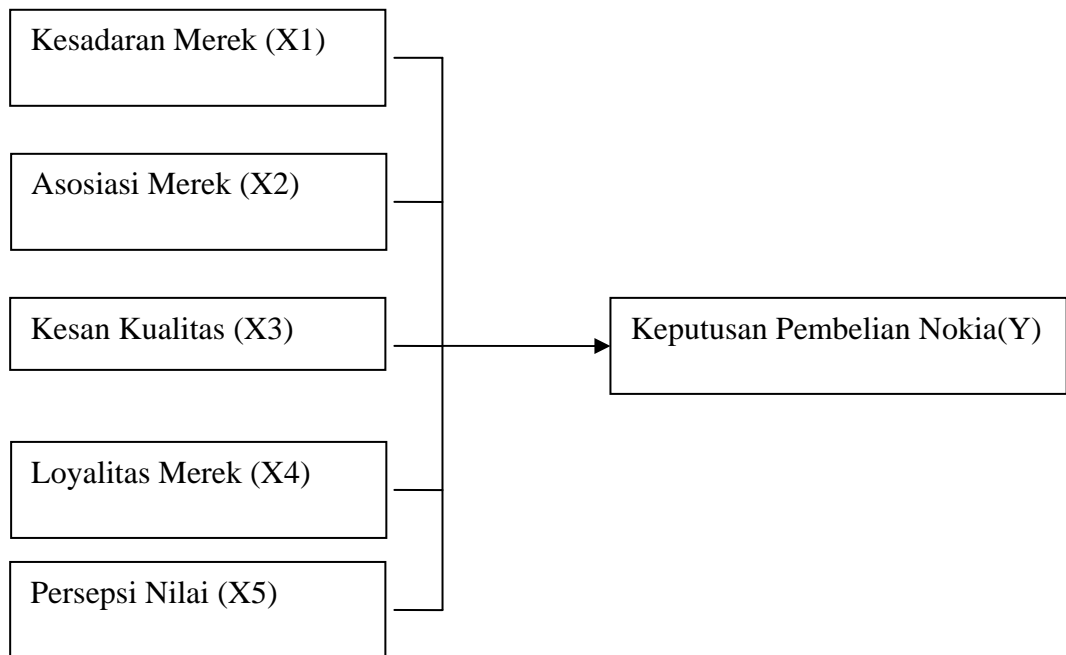 Kesadaran Merek (X1)
Asosiasi Merek (X2)
Kesan Kualitas (X3)
Keputusan Pembelian Nokia(Y)
Loyalitas Merek (X4)
Persepsi Nilai (X5)